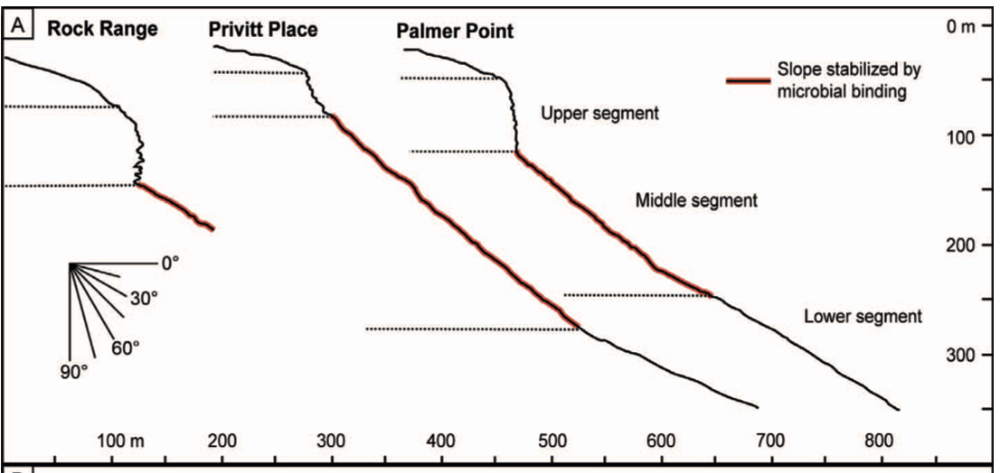 A
Rock Range
Privitt Place
Palmer Point
0 m
Slope stabilized by
microbial binding
Upper segment
100
Middle segment
200
0°
30°
60°
90°
Lower segment
300
100 m
200
300
400
500
600
700
800